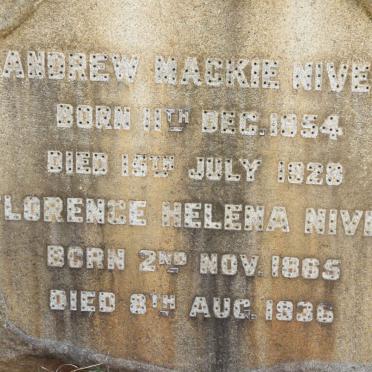 ANDREW MACKIE NIVE
BORN 11TH DEC. 1854
DIED 15TH JULY 1928
LORENCE HELENA NIVE
BORN 2ND NOV. 1865
DIED 8TH AUG. 1936